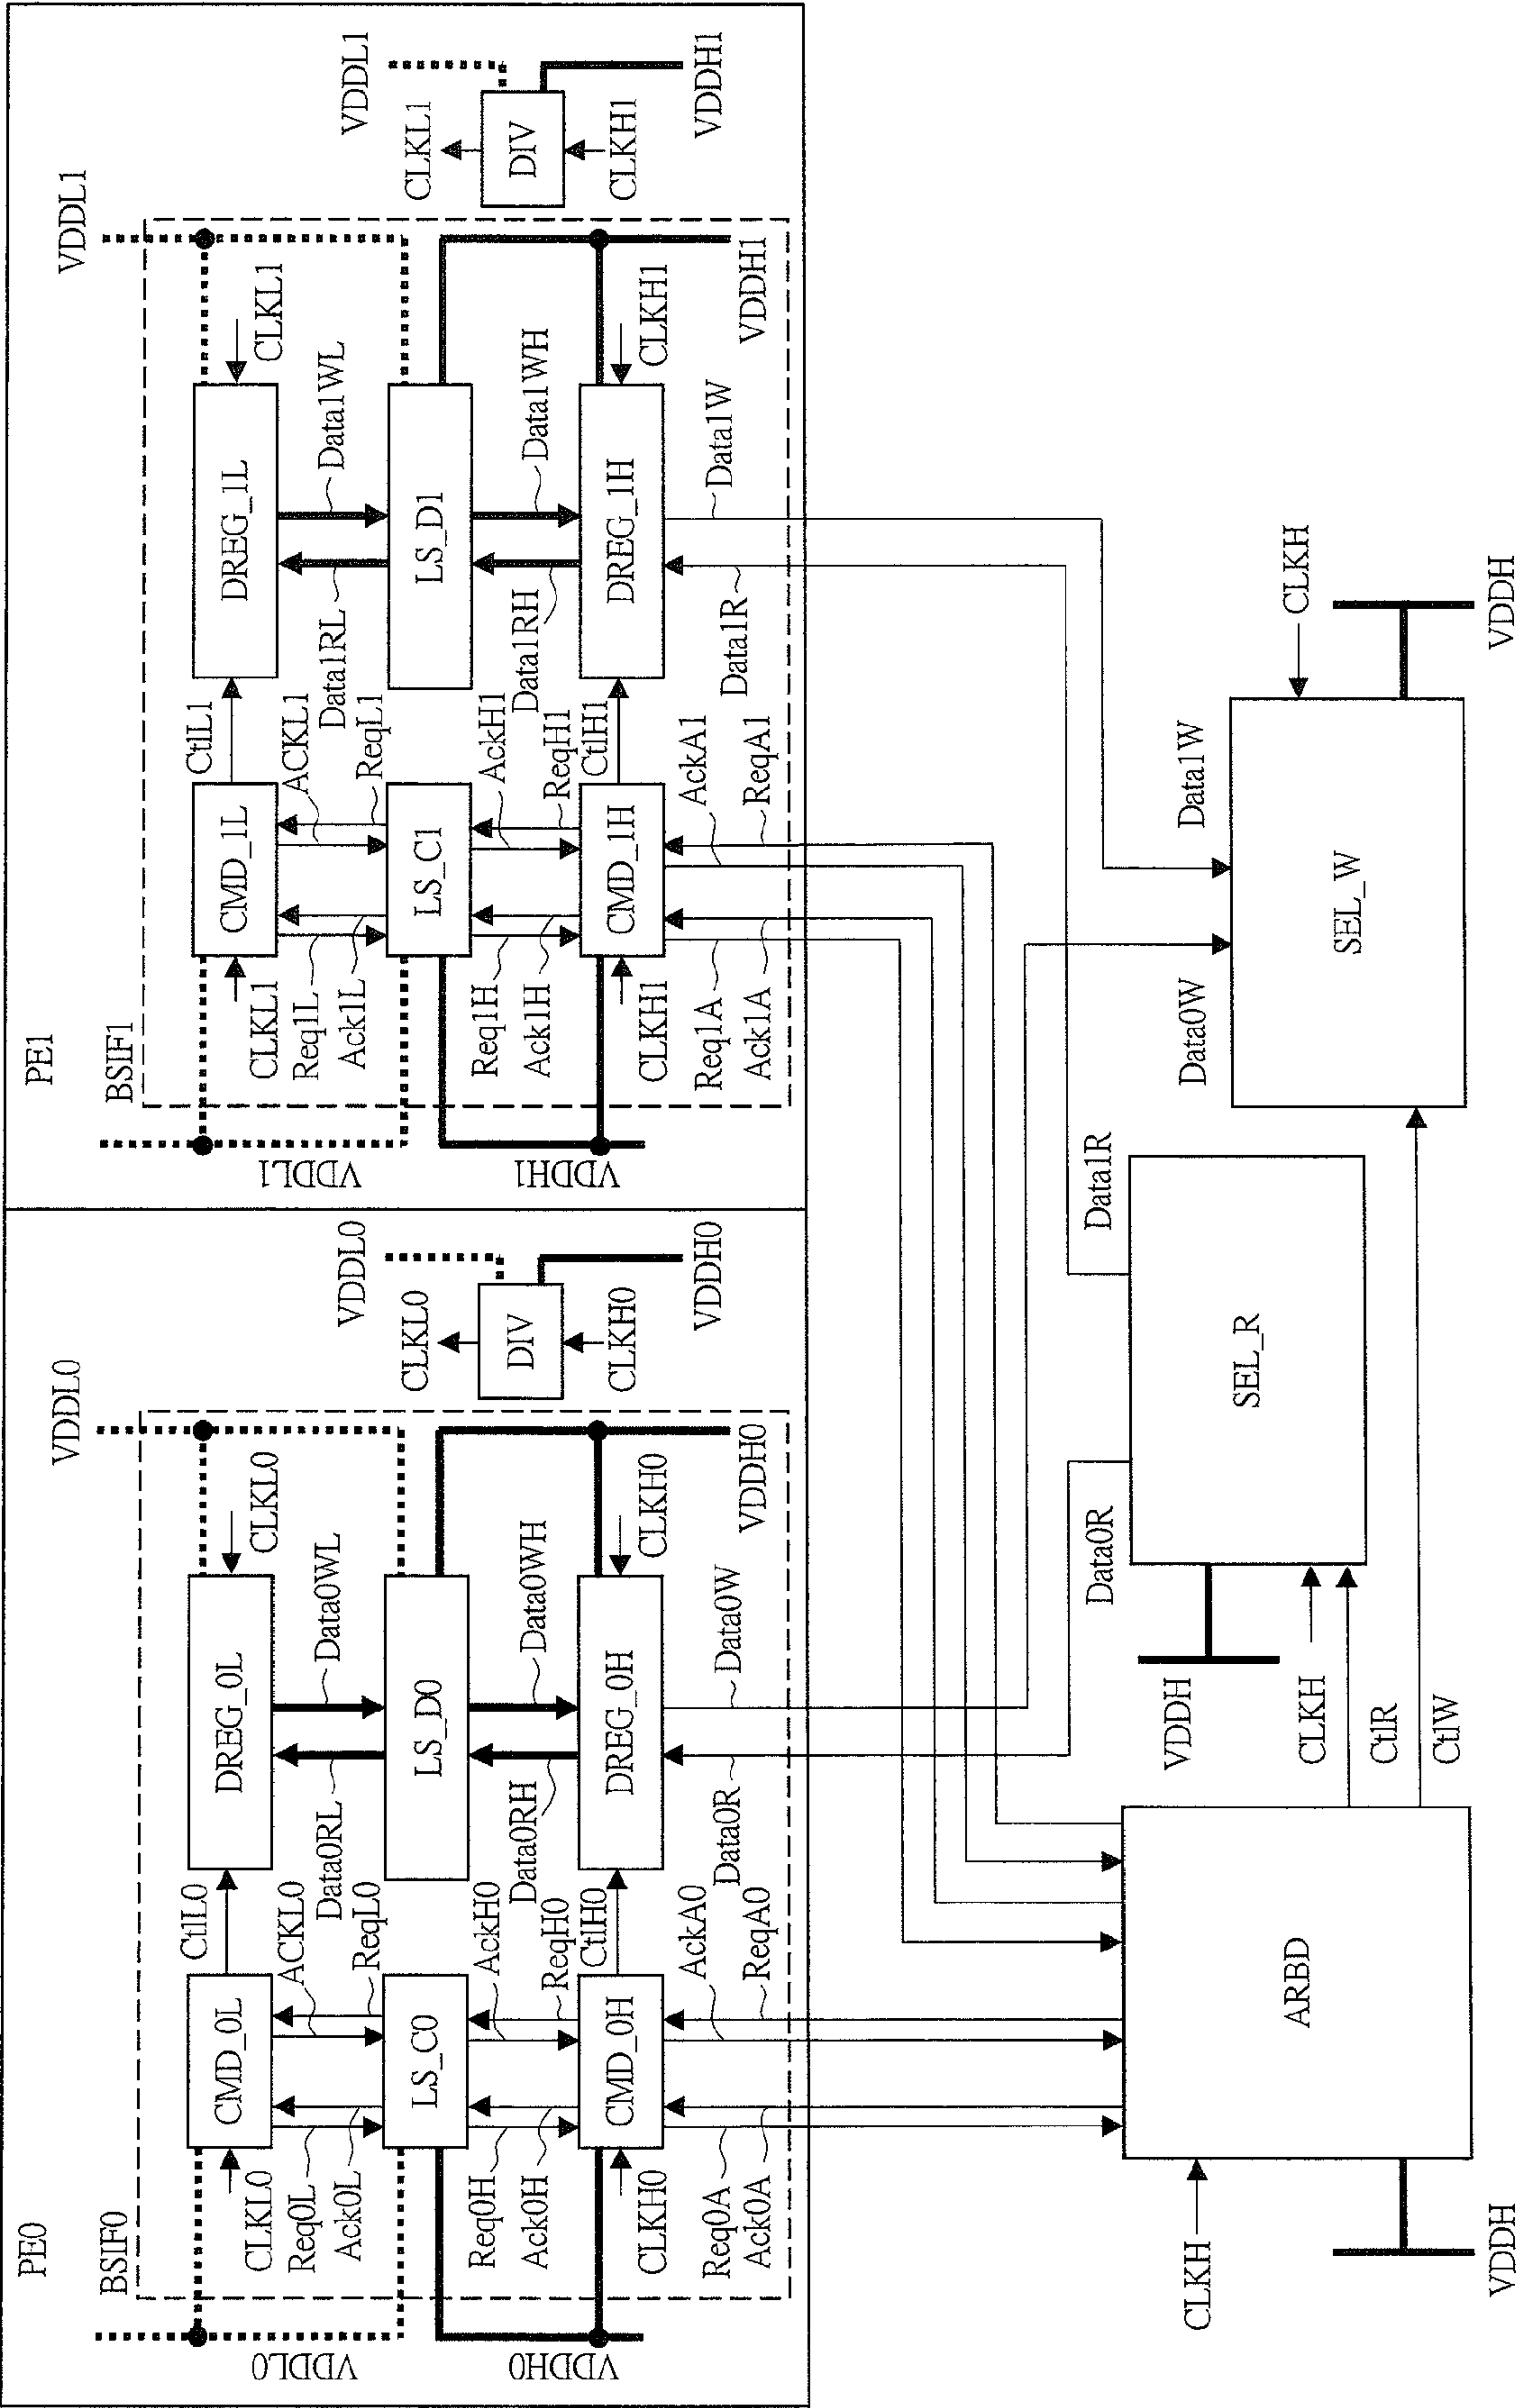 PE0
BSIF0
VDDL0
VDDL0
VDDH0
CMD_0L
CtlL0
DREG_0L
CLKL0
CLKL0
Req0L
Ack0L
ACKL0
ReqL0
Data0RL
Data0WL
LS_C0
LS_D0
Req0H
Ack0H
AckH0
ReqH0
Data0RH
Data0WH
CMD_0H
CtlH0
DREG_0H
CLKH0
CLKH0
VDDH0
Req0A
Ack0A
AckA0
ReqA0
Data0R
Data0W
VDDL0
CLKL0
DIV
CLKH0
VDDH0
PE1
BSIF1
VDDL1
VDDL1
VDDH1
CMD_1L
CtlL1
DREG_1L
CLKL1
CLKL1
Req1L
Ack1L
ACKL1
ReqL1
Data1RL
Data1WL
LS_C1
LS_D1
Req1H
Ack1H
AckH1
ReqH1
Data1RH
Data1WH
CMD_1H
CtlH1
DREG_1H
CLKH1
CLKH1
VDDH1
Req1A
Ack1A
AckA1
ReqA1
Data1R
Data1W
VDDL1
CLKL1
DIV
CLKH1
VDDH1
CLKH
ARBD
VDDH
VDDH
CLKH
CtlR
CtlW
Data0R
Data1R
SEL_R
Data0W
Data1W
SEL_W
CLKH
VDDH